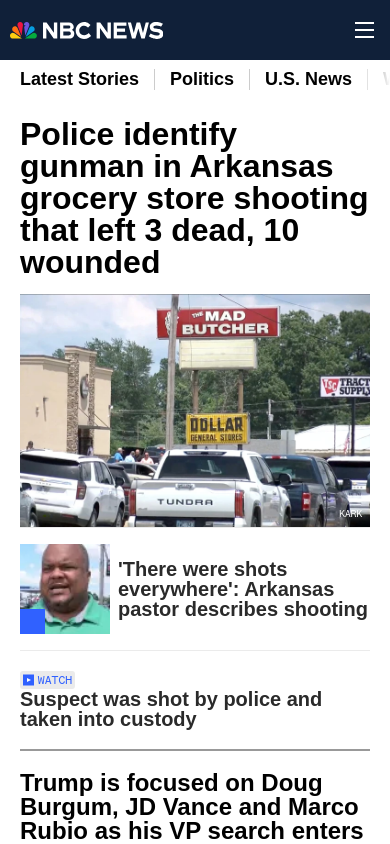 NBC NEWS
Latest Stories
Politics
U.S. News
Police identify
gunman in Arkansas
grocery store shooting
that left 3 dead, 10
wounded
THE MAD
BUTCHER
TRACT
SUPPLY
DOLLAR
GENERAL STORES
TUNDRA
KARK
'There were shots
everywhere': Arkansas
pastor describes shooting
WATCH
Suspect was shot by police and
taken into custody
Trump is focused on Doug
Burgum, JD Vance and Marco
Rubio as his VP search enters